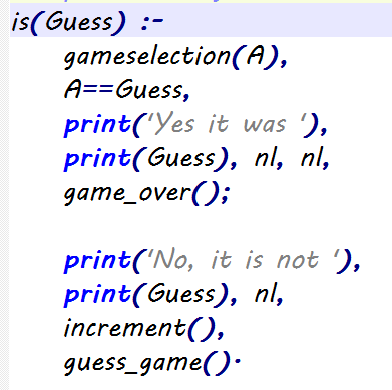 is(Guess) :-
gameselection(A),
A==Guess,
print('Yes it was '),
print(Guess), nl, nl,
game_over();
print('No, it is not '),
print(Guess), nl,
increment(),
guess_game().